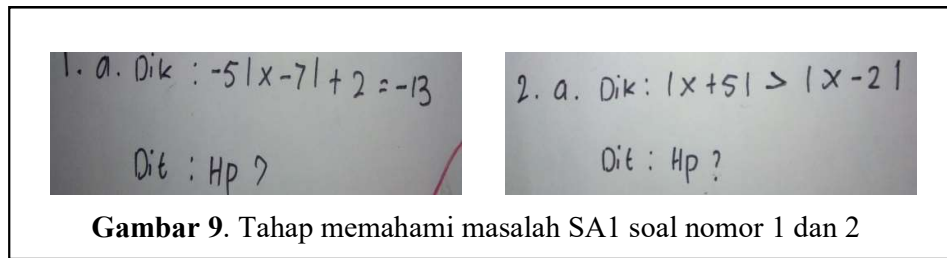 1. a. Dik : -5|x-7| + 2 = -13
Dit : Hp ?
2. a. Dik : |x+5| > |x-2|
Dit : Hp ?
Gambar 9. Tahap memahami masalah SA1 soal nomor 1 dan 2